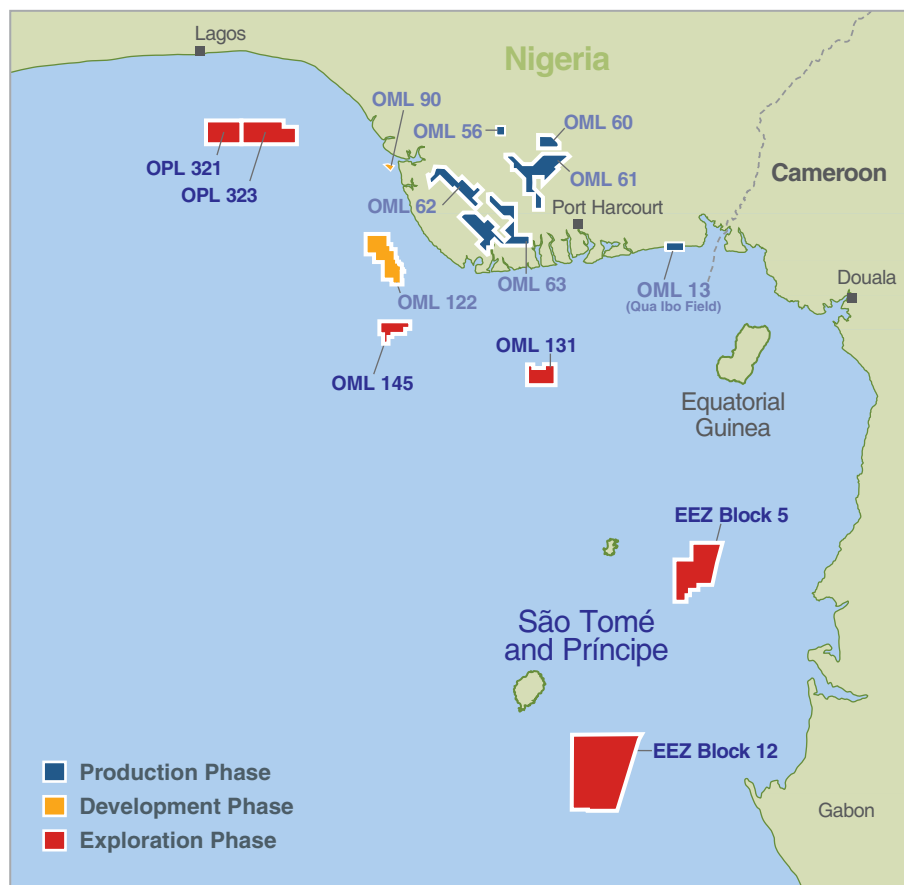 Lagos
Nigeria
OML 90
OML 56
OML 60
OPL 321
OPL 323
OML 61
Cameroon
OML 62
Port Harcourt
OML 122
OML 63
OML 13
(Qua Ibo Field)
Douala
OML 145
OML 131
Equatorial
Guinea
EEZ Block 5
São Tomé
and Príncipe
EEZ Block 12
Production Phase
Development Phase
Exploration Phase
Gabon